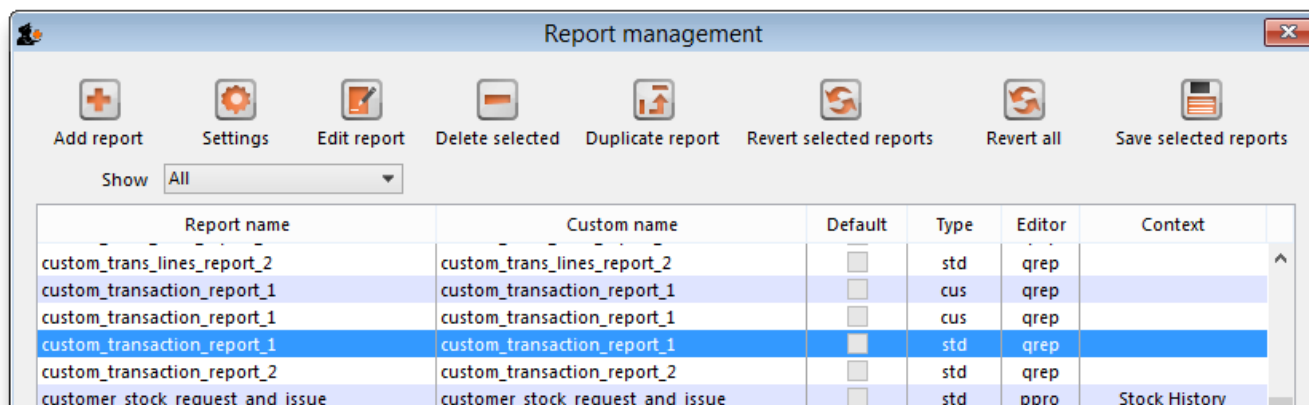 Report management
Add report Settings Edit report Delete selected Duplicate report Revert selected reports Revert all Save selected reports
Show All
Report name Custom name Default Type Editor Context
custom_trans_lines_report_2 custom_trans_lines_report_2 std qrep
custom_transaction_report_1 custom_transaction_report_1 cus qrep
custom_transaction_report_1 custom_transaction_report_1 cus qrep
custom_transaction_report_1 custom_transaction_report_1 std qrep
custom_transaction_report_2 custom_transaction_report_2 std qrep
customer_stock_request_and_issue customer_stock_request_and_issue std ppro Stock History